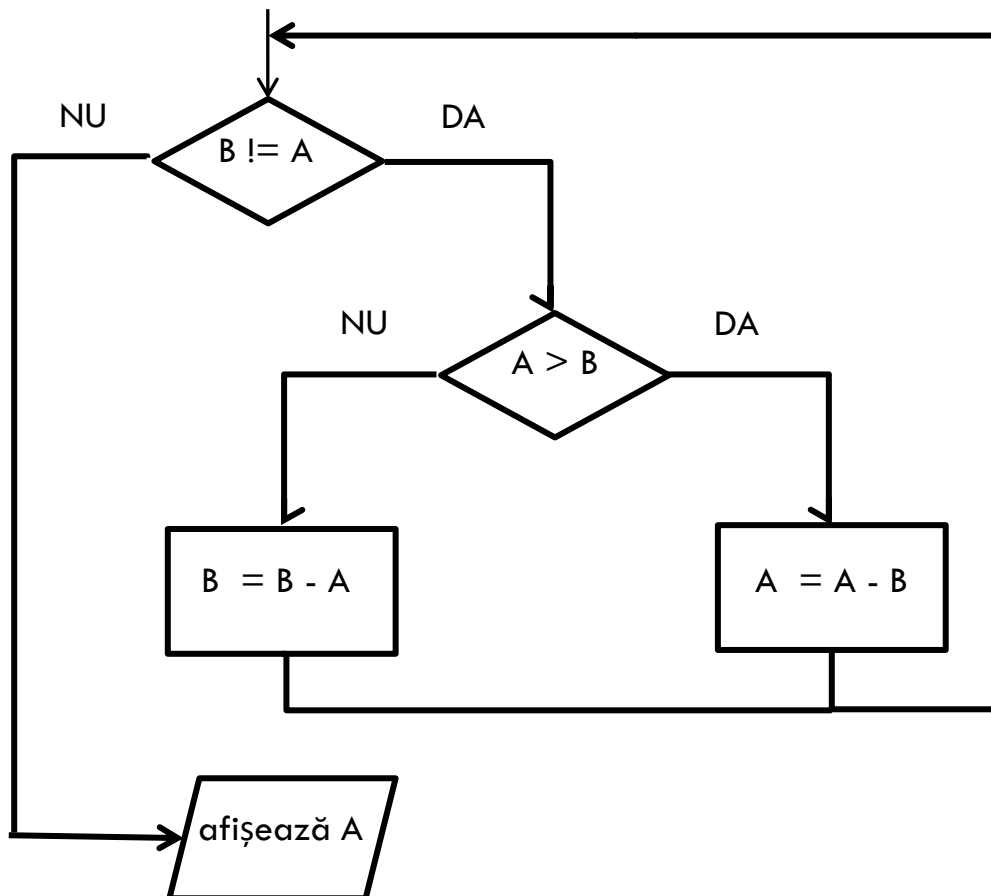 NU
DA
B != A
NU
DA
A > B
B = B - A
A = A - B
afișează A